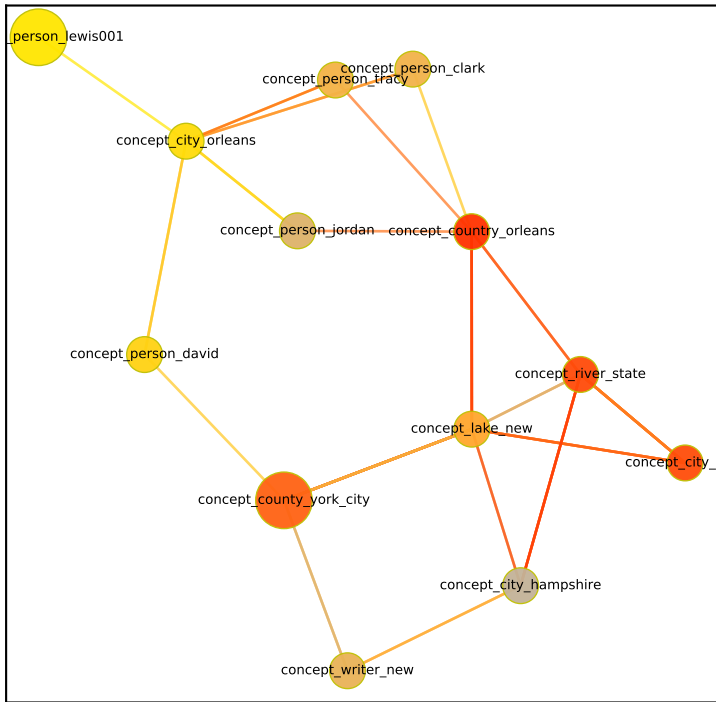 _person_lewis001
concept_person_clark
concept_person_tracy
concept_city_orleans
concept_person_jordan
concept_country_orleans
concept_person_david
concept_river_state
concept_lake_new
concept_city_
concept_county_york_city
concept_city_hampshire
concept_writer_new